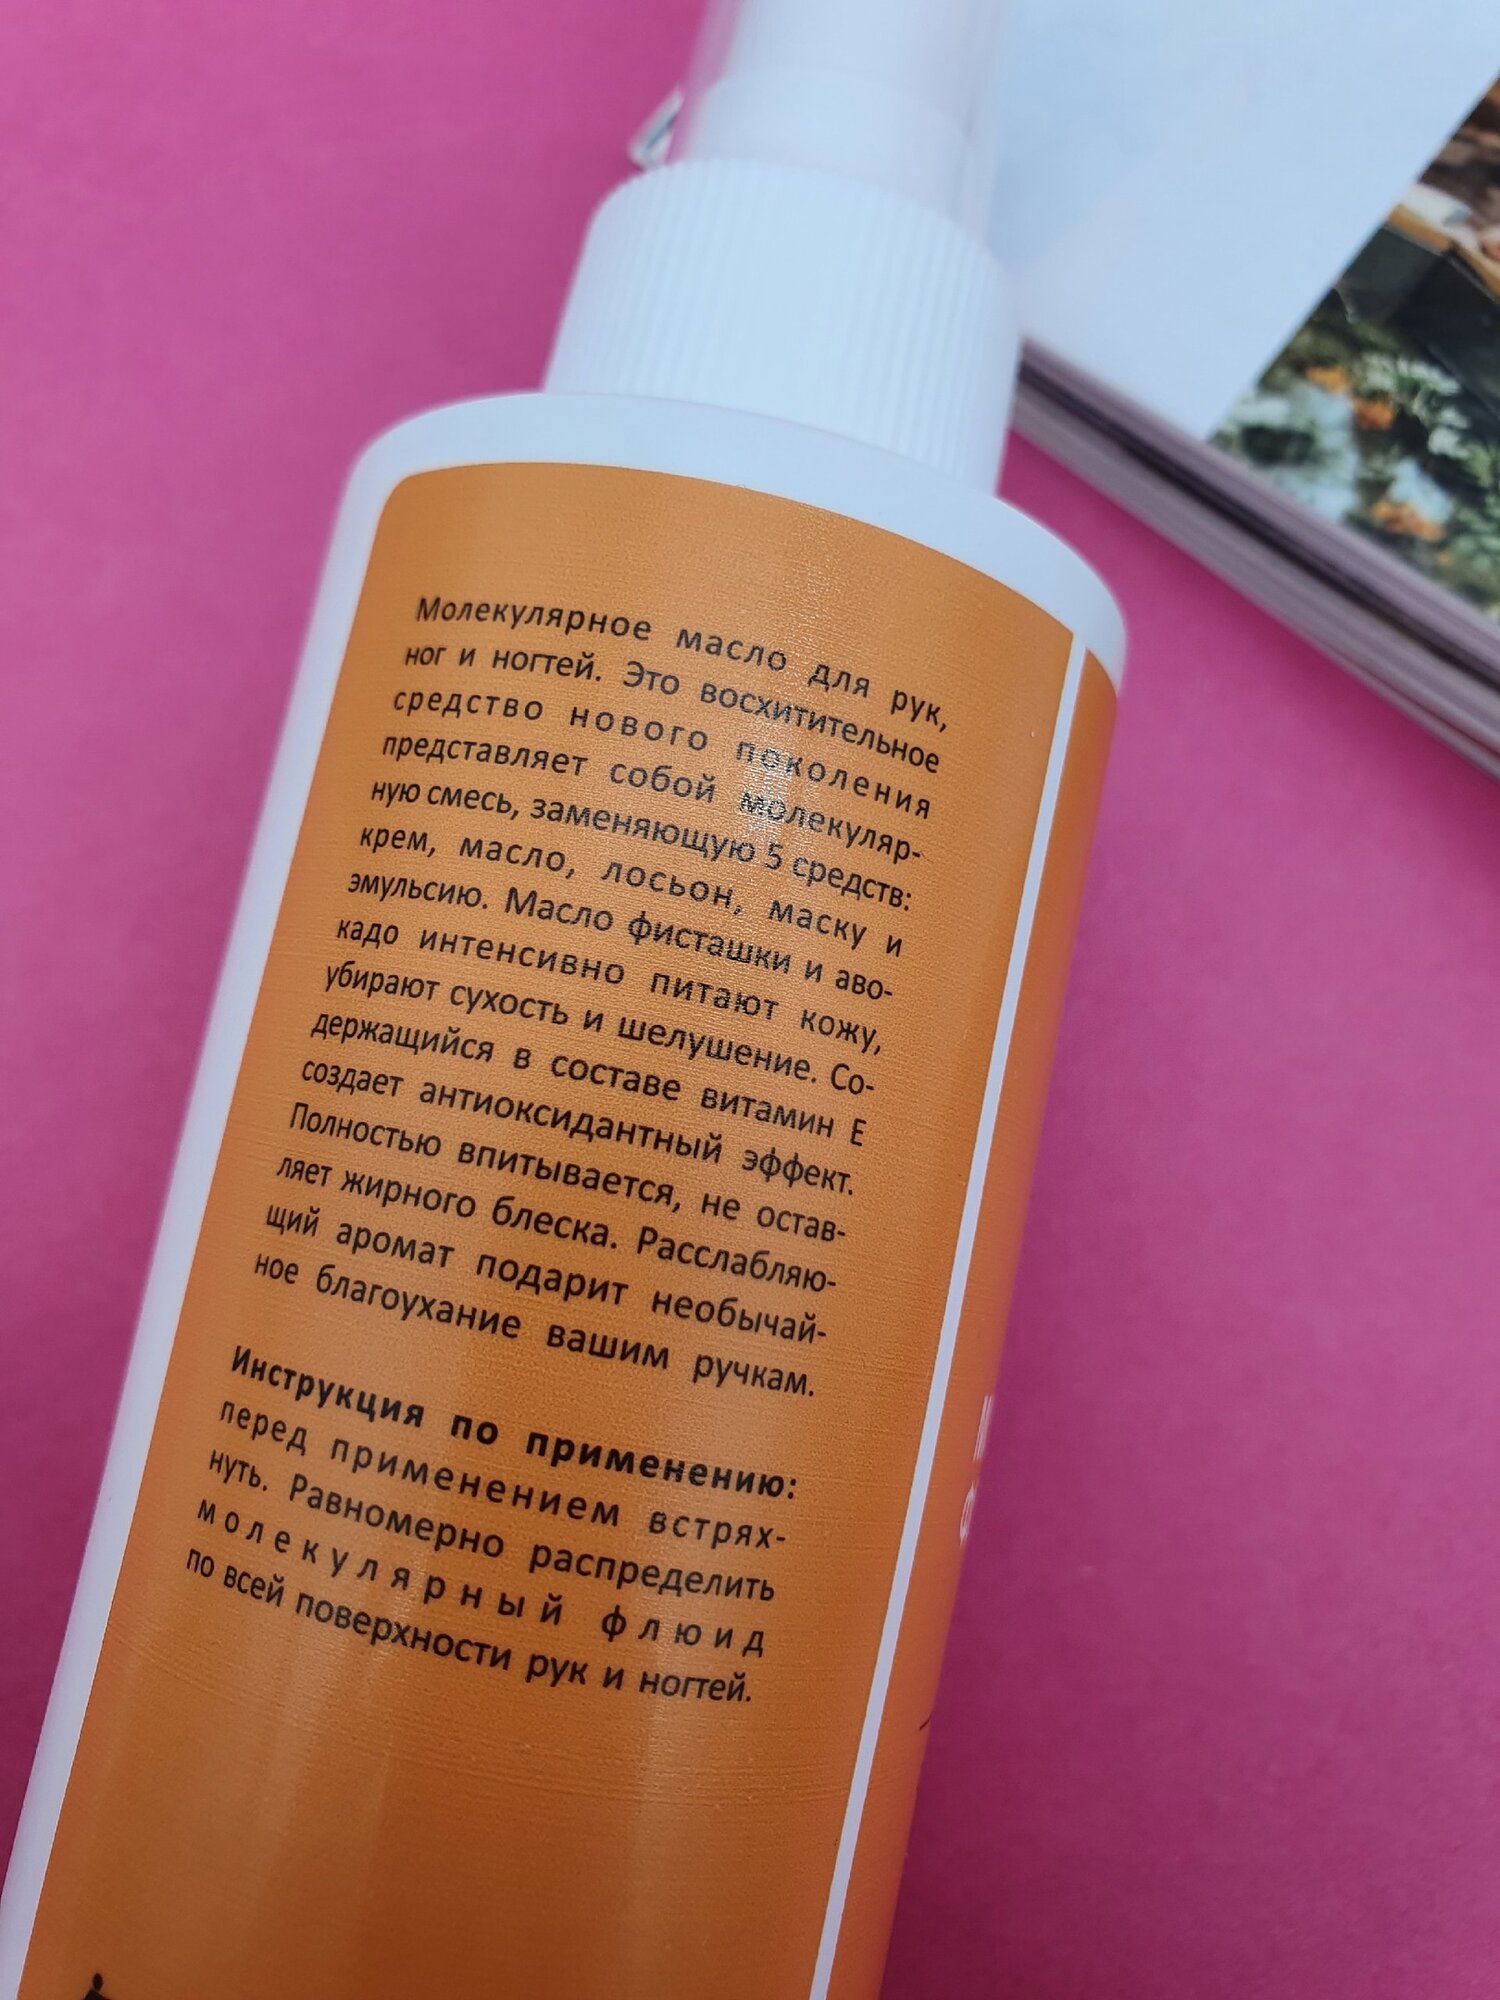 Молекулярное масло для рук,
ног и ногтей. Это восхитительное
средство нового поколения
представляет собой молекуляр-
ную смесь, заменяющую 5 средств:
крем, масло, лосьон, маску и
эмульсию. Масло фисташки и аво-
кадо интенсивно питают кожу,
убирают сухость и шелушение. Со-
держащийся в составе витамин Е
создает антиоксидантный эффект.
Полностью впитывается, не остав-
ляет жирного блеска. Расслабляю-
щий аромат подарит необычай-
ное благоухание вашим ручкам.
Инструкция по применению:
перед применением встрях-
нуть. Равномерно распределить
молекулярный флюид
по всей поверхности рук и ногтей.